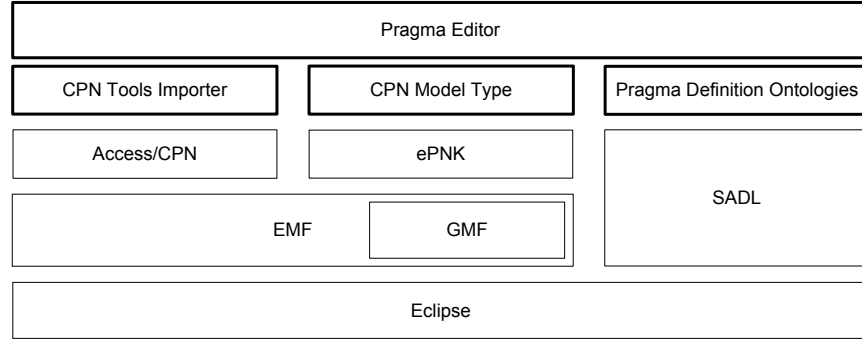 Pragma Editor
CPN Tools Importer
CPN Model Type
Pragma Definition Ontologies
Access/CPN
ePNK
SADL
EMF
GMF
Eclipse